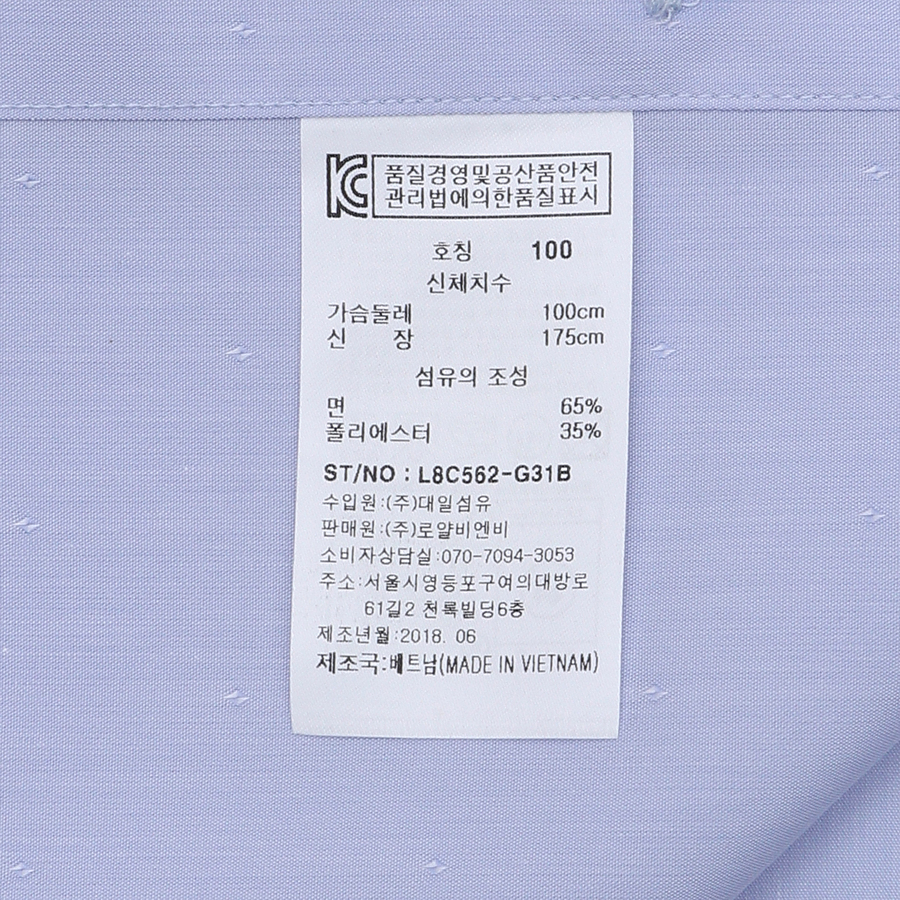 KC 품질경영및공산품안전
관리법에의한품질표시
호칭 100
신체치수
가슴둘레 100cm
신 장 175cm
섬유의 조성
면 65%
폴리에스터 35%
ST/NO : L8C562-G31B
수입원:(주)대일섬유
판매원:(주)로얄비엔비
소비자상담실:070-7094-3053
주소:서울시영등포구여의대방로
61길2 천록빌딩6층
제조년월:2018. 06
제조국:베트남(MADE IN VIETNAM)